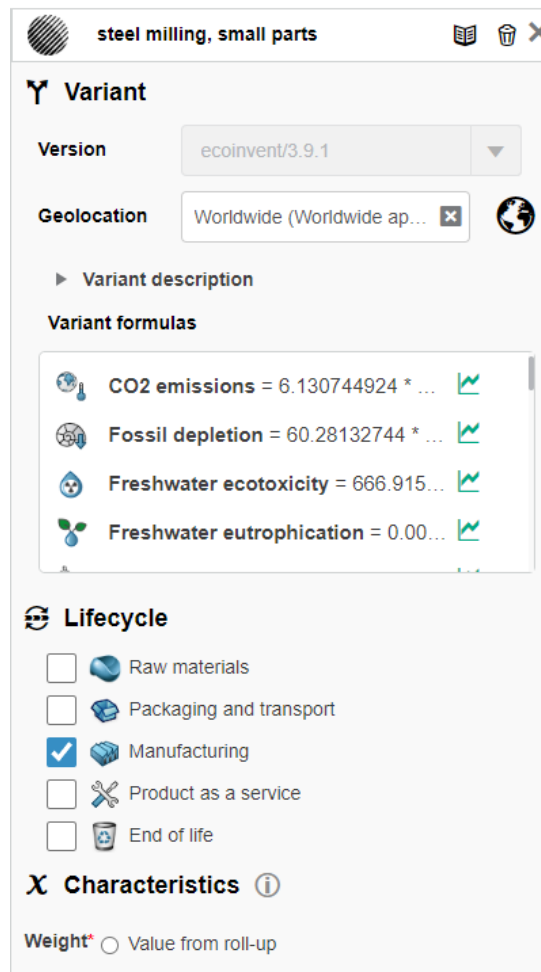 steel milling, small parts
Variant
Version
ecoinvent/3.9.1
Geolocation
Worldwide (Worldwide ap...
Variant description
Variant formulas
CO2 emissions = 6.130744924 * ...
Fossil depletion = 60.28132744 * ...
Freshwater ecotoxicity = 666.915...
Freshwater eutrophication = 0.00...
Lifecycle
Raw materials
Packaging and transport
Manufacturing
Product as a service
End of life
x Characteristics
Weight* Value from roll-up